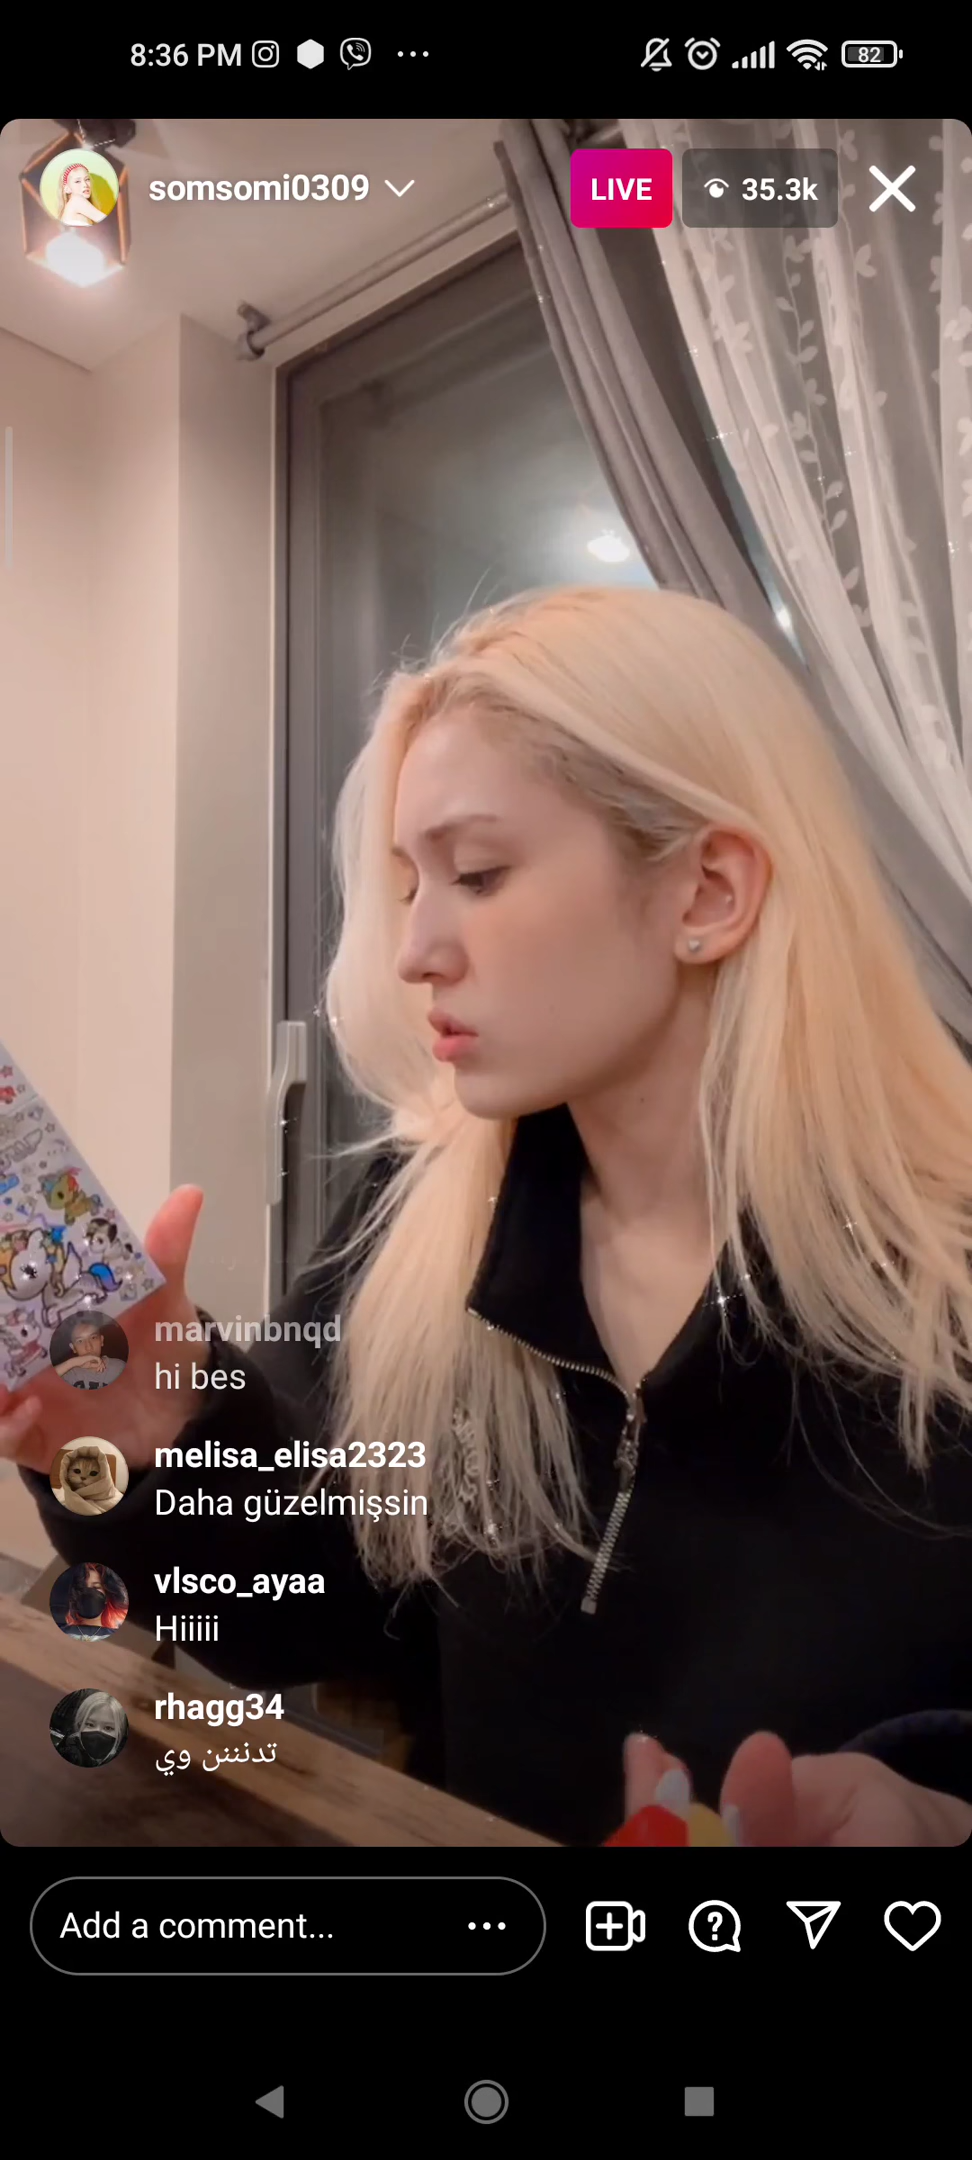 8:36 PM
82
somsomi0309
LIVE
35.3k
marvinbnqd
hi bes
melisa_elisa2323
Daha güzelmişsin
vlsco_ayaa
Hiiiii
rhagg34
تدنننن وي
Add a comment...